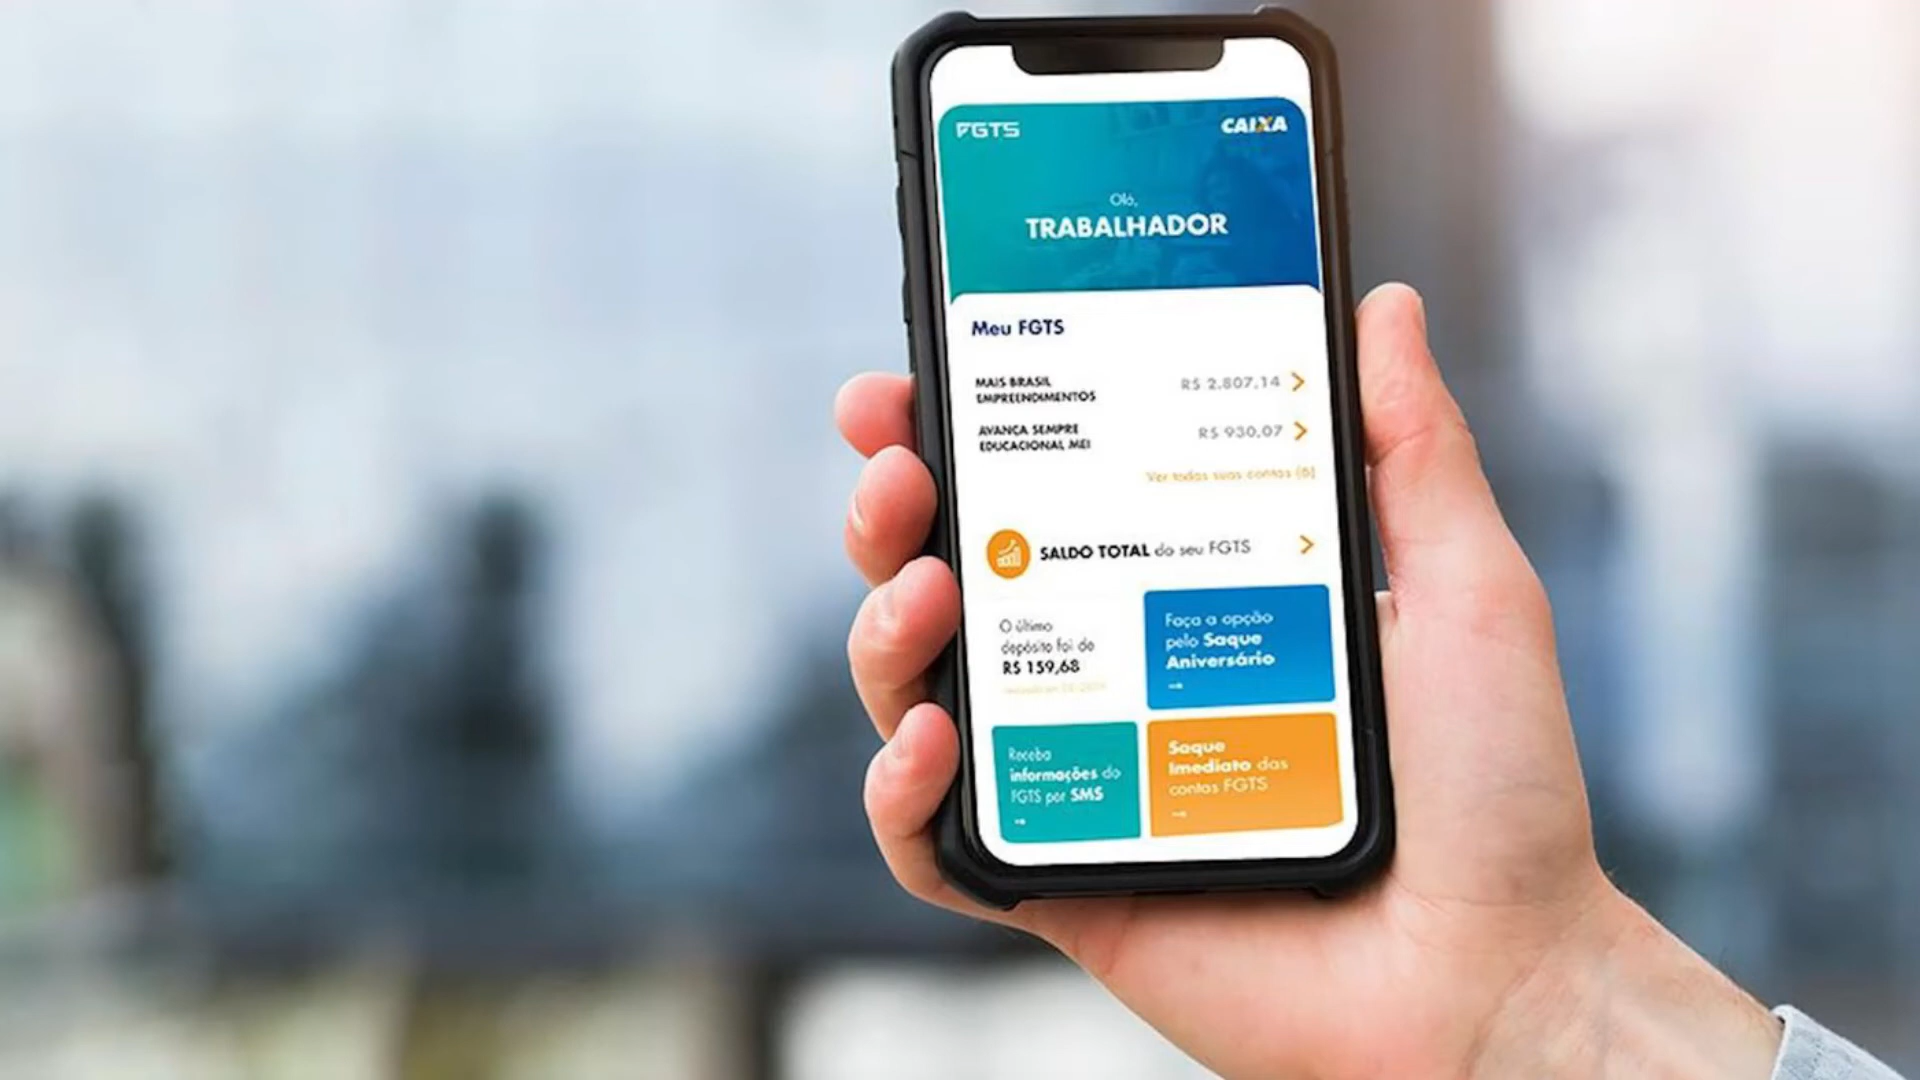 FGTS
CAIXA
Olá,
TRABALHADOR
Meu FGTS
MAIS BRASIL
EMPREENDIMENTOS
R$ 2.807,14
AVANÇA SEMPRE
EDUCACIONAL MEI
R$ 930,07
Ver todas suas contas (6)
SALDO TOTAL do seu FGTS
O último
depósito foi de
R$ 159,68
Faça a opção
pelo Saque
Aniversário
Receba
informações do
FGTS por SMS
Saque
Imediato das
contas FGTS